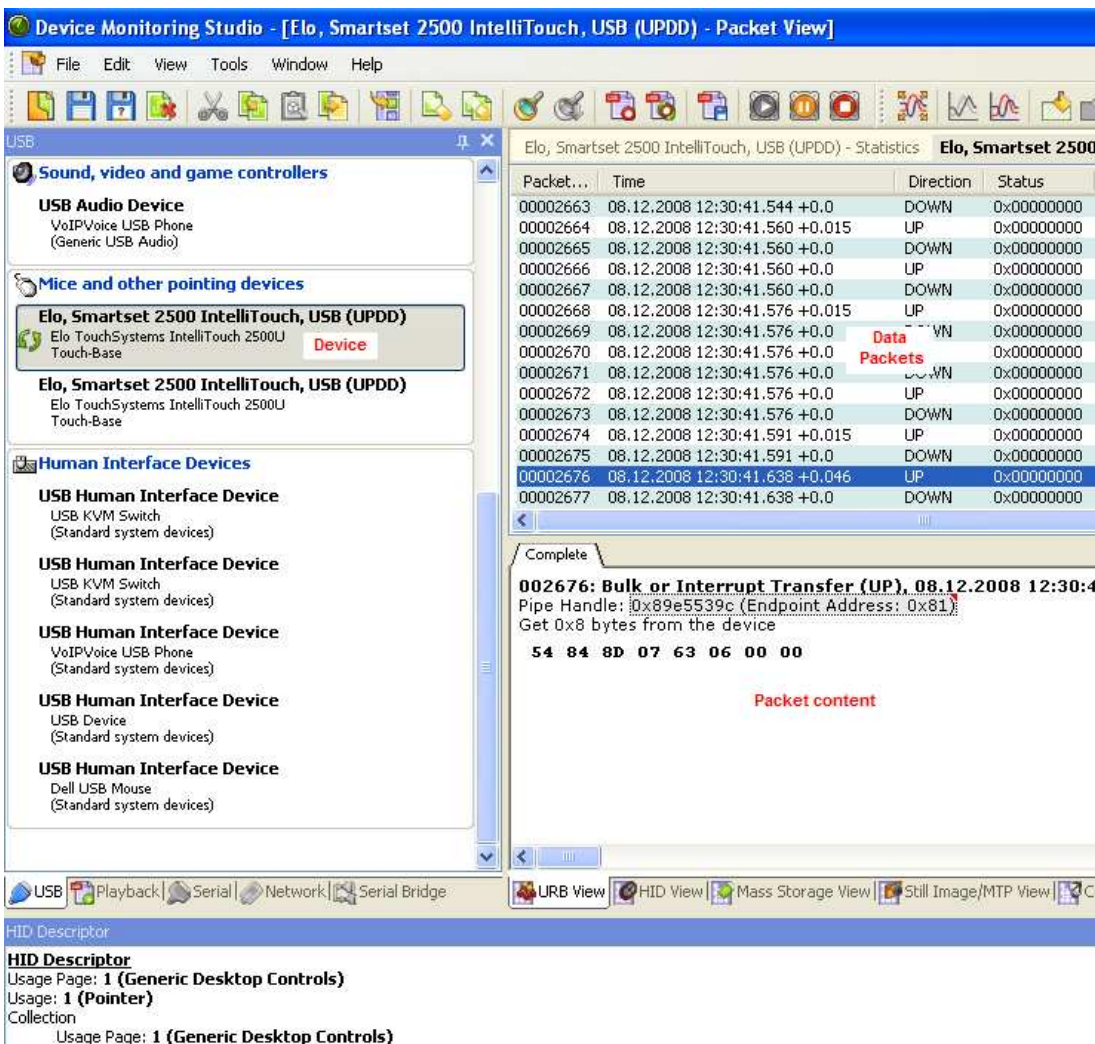 Device Monitoring Studio - [Elo, Smartset 2500 IntelliTouch, USB (UPDD) - Packet View]
File Edit View Tools Window Help
USB
Sound, video and game controllers
USB Audio Device
VoIPVoice USB Phone
(Generic USB Audio)
Mice and other pointing devices
Elo, Smartset 2500 IntelliTouch, USB (UPDD)
Elo TouchSystems IntelliTouch 2500U
Touch-Base
Device
Elo, Smartset 2500 IntelliTouch, USB (UPDD)
Elo TouchSystems IntelliTouch 2500U
Touch-Base
Human Interface Devices
USB Human Interface Device
USB KVM Switch
(Standard system devices)
USB Human Interface Device
USB KVM Switch
(Standard system devices)
USB Human Interface Device
VoIPVoice USB Phone
(Standard system devices)
USB Human Interface Device
USB Device
(Standard system devices)
USB Human Interface Device
Dell USB Mouse
(Standard system devices)
USB Playback Serial Network Serial Bridge
Elo, Smartset 2500 IntelliTouch, USB (UPDD) - Statistics Elo, Smartset 2500
Packet... Time Direction Status
00002663 08.12.2008 12:30:41.544 +0.0 DOWN 0x00000000
00002664 08.12.2008 12:30:41.560 +0.015 UP 0x00000000
00002665 08.12.2008 12:30:41.560 +0.0 DOWN 0x00000000
00002666 08.12.2008 12:30:41.560 +0.0 UP 0x00000000
00002667 08.12.2008 12:30:41.560 +0.0 DOWN 0x00000000
00002668 08.12.2008 12:30:41.576 +0.015 UP 0x00000000
00002669 08.12.2008 12:30:41.576 +0.0 0x00000000
00002670 08.12.2008 12:30:41.576 +0.0 0x00000000
00002671 08.12.2008 12:30:41.576 +0.0 0x00000000
00002672 08.12.2008 12:30:41.576 +0.0 UP 0x00000000
00002673 08.12.2008 12:30:41.576 +0.0 DOWN 0x00000000
00002674 08.12.2008 12:30:41.591 +0.015 UP 0x00000000
00002675 08.12.2008 12:30:41.591 +0.0 DOWN 0x00000000
00002676 08.12.2008 12:30:41.638 +0.046 UP 0x00000000
00002677 08.12.2008 12:30:41.638 +0.0 DOWN 0x00000000
Data
Packets
Complete
002676: Bulk or Interrupt Transfer (UP), 08.12.2008 12:30:4
Pipe Handle: 0x89e5539c (Endpoint Address: 0x81)
Get 0x8 bytes from the device
54 84 8D 07 63 06 00 00
Packet content
URB View HID View Mass Storage View Still Image/MTP View C
HID Descriptor
HID Descriptor
Usage Page: 1 (Generic Desktop Controls)
Usage: 1 (Pointer)
Collection
Usage Page: 1 (Generic Desktop Controls)